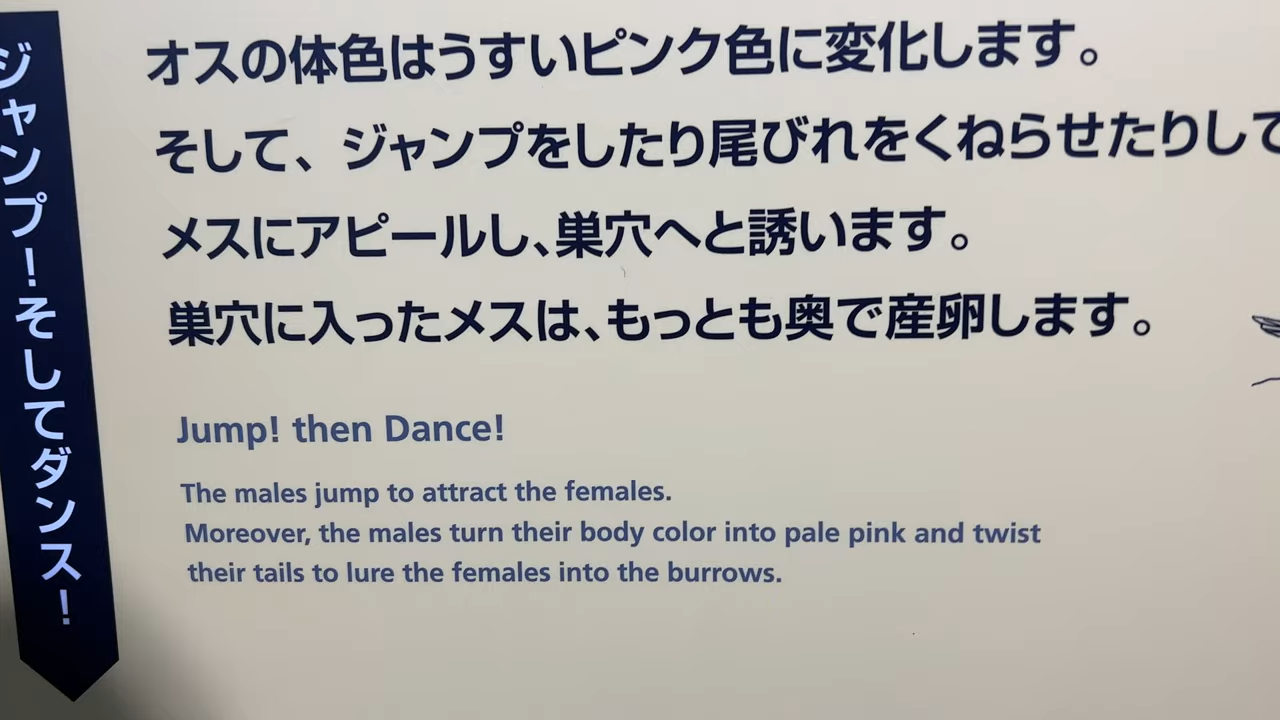 ジャンプ!そしてダンス!
オスの体色はうすいピンク色に変化します。
そして、ジャンプをしたり尾びれをくねらせたりして
メスにアピールし、巣穴へと誘います。
巣穴に入ったメスは、もっとも奥で産卵します。
Jump! then Dance!
The males jump to attract the females.
Moreover, the males turn their body color into pale pink and twist
their tails to lure the females into the burrows.